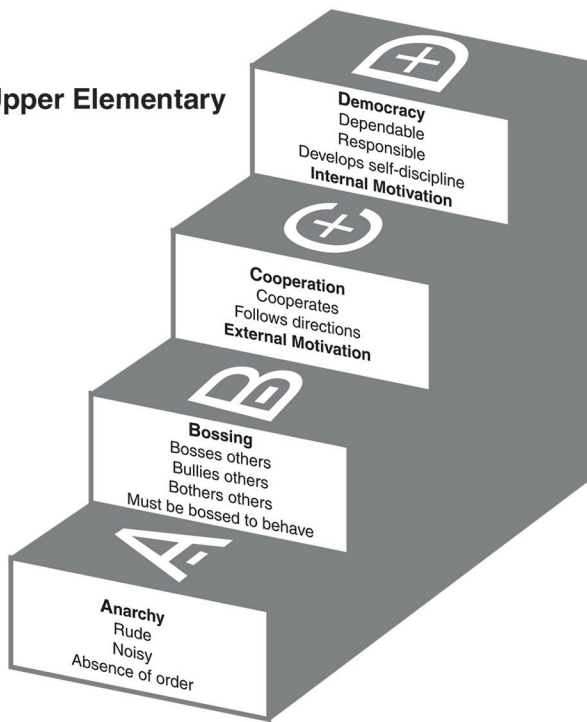 Upper Elementary
D+
Democracy
Dependable
Responsible
Develops self-discipline
Internal Motivation
C+
Cooperation
Cooperates
Follows directions
External Motivation
B-
Bossing
Bosses others
Bullies others
Bothers others
Must be bossed to behave
A-
Anarchy
Rude
Noisy
Absence of order